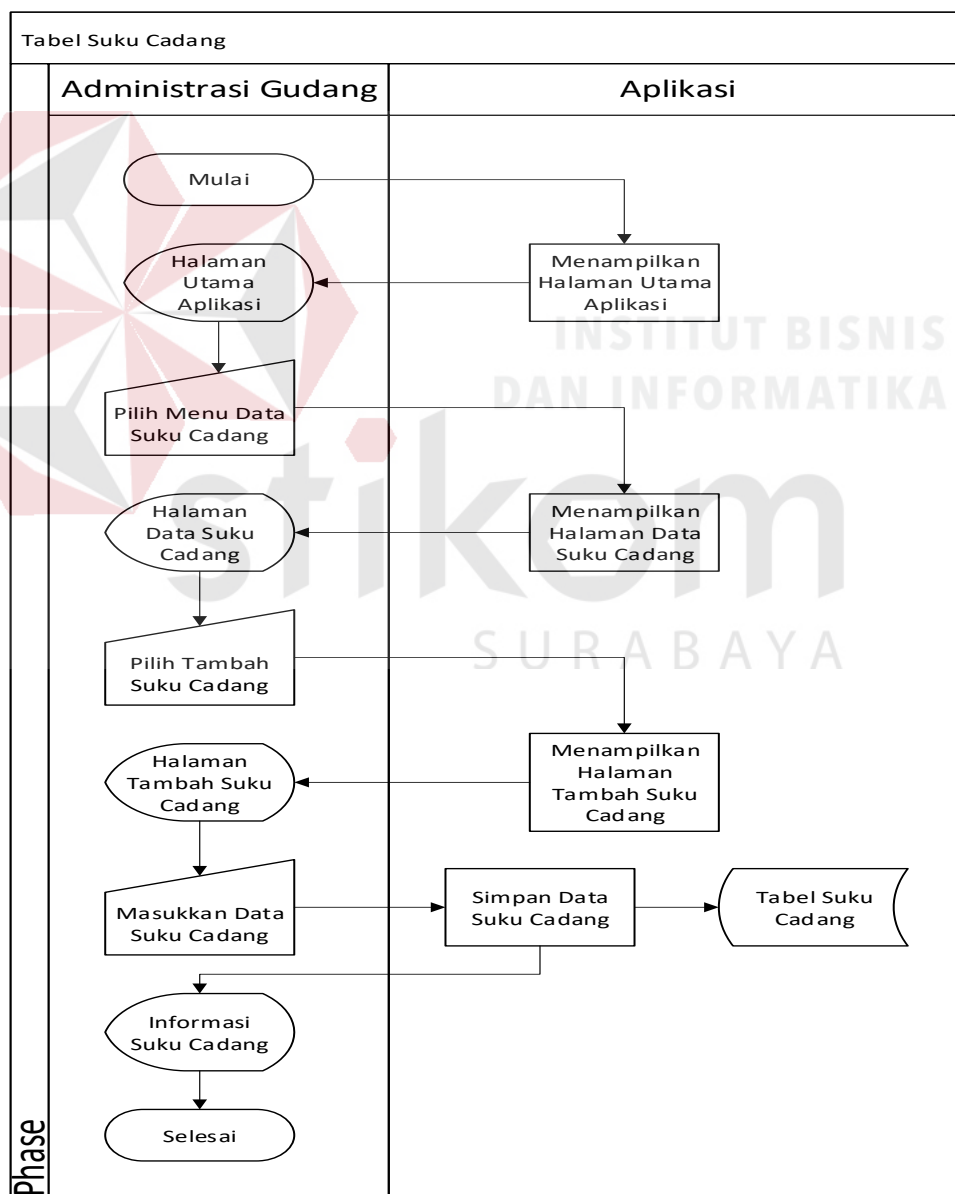 Tabel Suku Cadang
Administrasi Gudang
Aplikasi
Mulai
Halaman
Utama
Aplikasi
Menampilkan
Halaman Utama
Aplikasi
INSTITUT BISNIS
DAN INFORMATIKA
Pilih Menu Data
Suku Cadang
stikom
SURABAYA
Halaman
Data Suku
Cadang
Menampilkan
Halaman Data
Suku Cadang
Pilih Tambah
Suku Cadang
Halaman
Tambah Suku
Cadang
Menampilkan
Halaman
Tambah Suku
Cadang
Masukkan Data
Suku Cadang
Simpan Data
Suku Cadang
Tabel Suku
Cadang
Informasi
Suku Cadang
Selesai
Phase